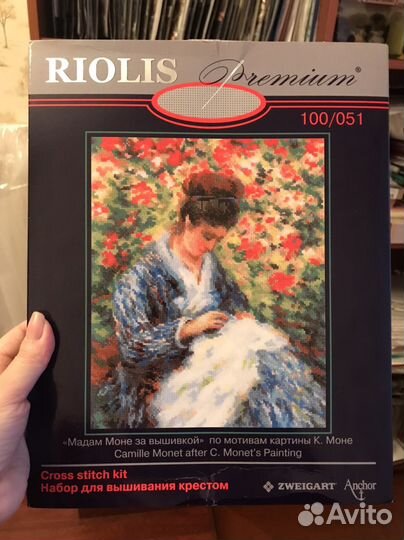 RIOLIS Premium®
100/051
«Мадам Моне за вышивкой» по мотивам картины К. Моне
Camille Monet after C. Monet's Painting
Cross stitch kit
Набор для вышивания крестом
ZWEIGART® Anchor
Avito